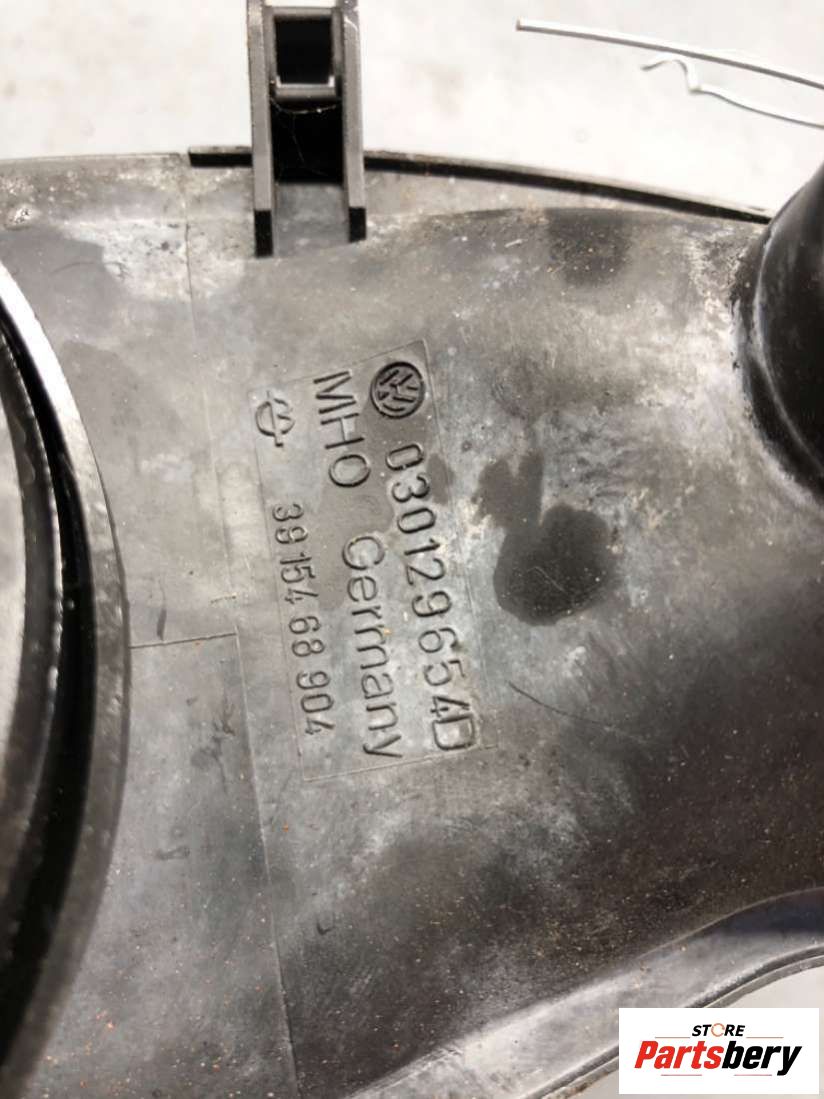 030129654D
MHO Germany
39 154 68 904
STORE
Partsbery